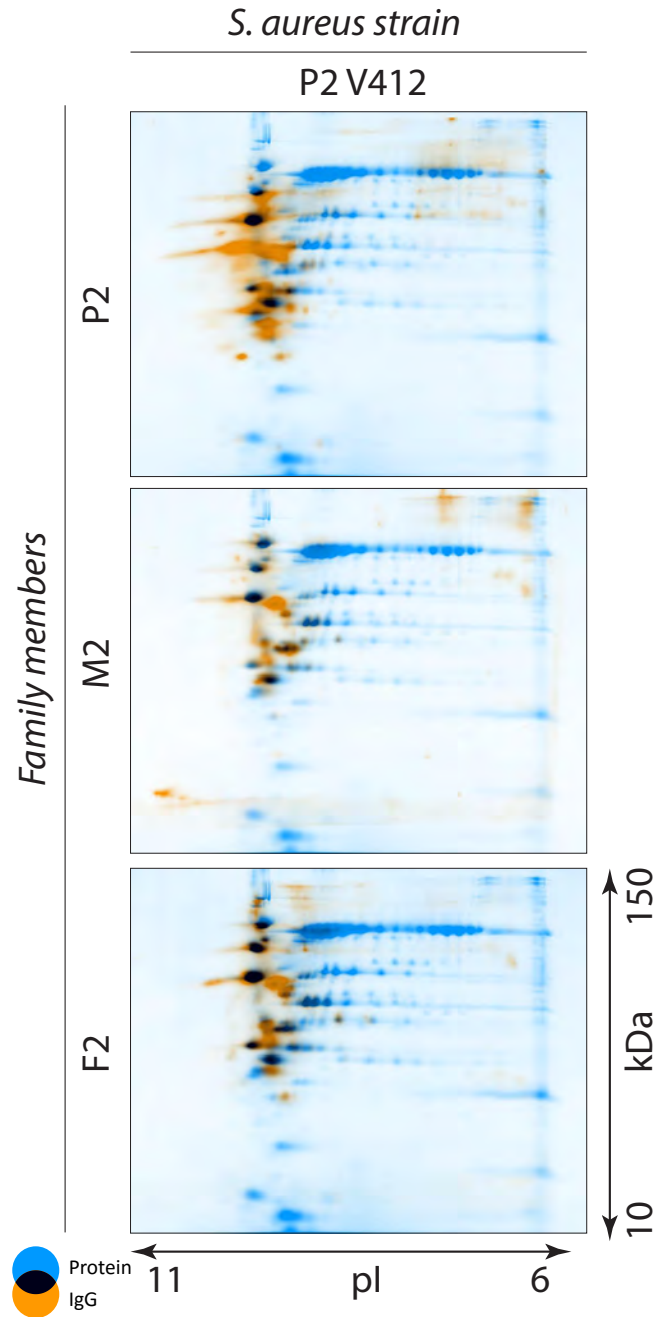 S. aureus strain
P2 V412
Family members
P2
M2
F2
150
kDa
10
11 pI 6
Protein
IgG